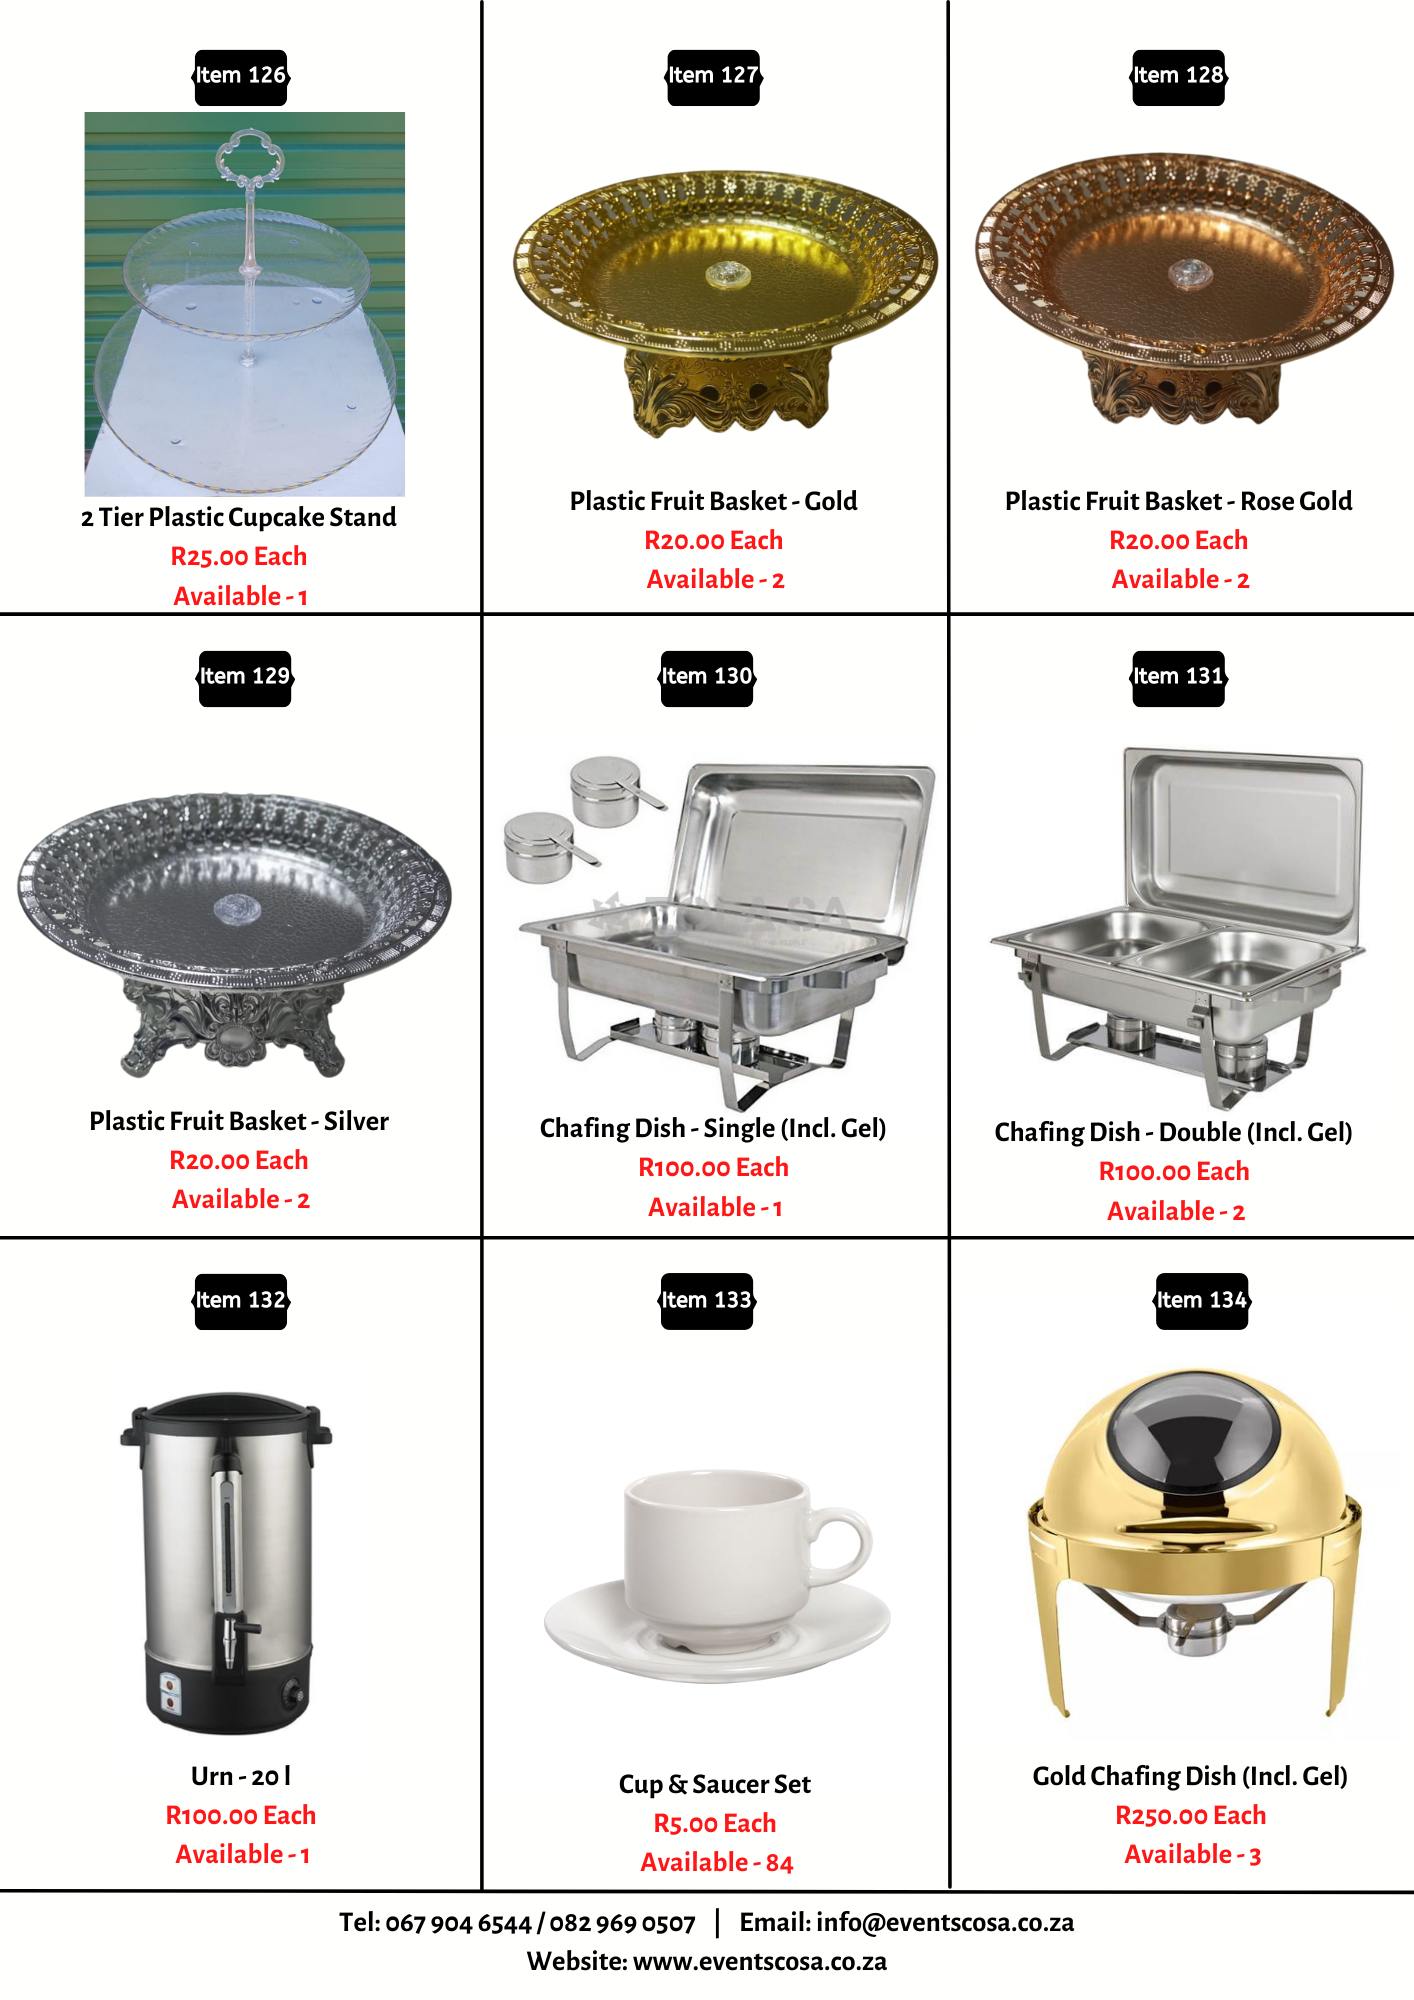 Item 126
2 Tier Plastic Cupcake Stand
R25.00 Each
Available - 1
Item 127
Plastic Fruit Basket - Gold
R20.00 Each
Available - 2
Item 128
Plastic Fruit Basket - Rose Gold
R20.00 Each
Available - 2
Item 129
Plastic Fruit Basket - Silver
R20.00 Each
Available - 2
Item 130
Chafing Dish - Single (Incl. Gel)
R100.00 Each
Available - 1
Item 131
Chafing Dish - Double (Incl. Gel)
R100.00 Each
Available - 2
Item 132
Urn - 20 l
R100.00 Each
Available - 1
Item 133
Cup & Saucer Set
R5.00 Each
Available - 84
Item 134
Gold Chafing Dish (Incl. Gel)
R250.00 Each
Available - 3
Tel: 067 904 6544 / 082 969 0507 | Email: info@eventscosa.co.za
Website: www.eventscosa.co.za